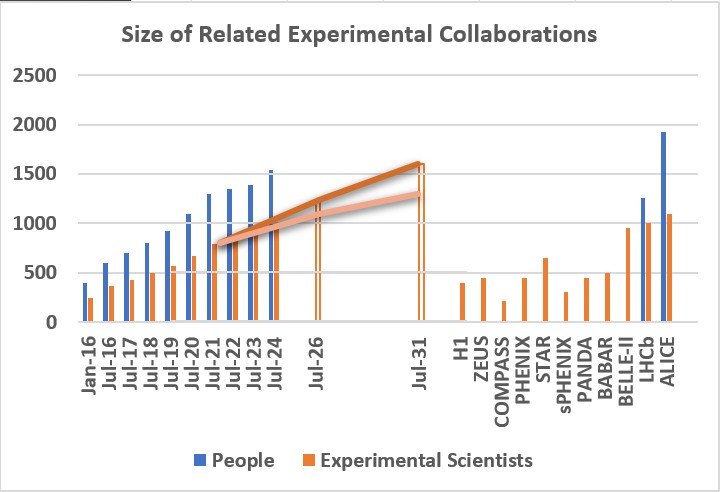 Size of Related Experimental Collaborations
2500
2000
1500
1000
500
0
Jan-16
Jul-16
Jul-17
Jul-18
Jul-19
Jul-20
Jul-21
Jul-22
Jul-23
Jul-24
Jul-26
Jul-31
H1
ZEUS
COMPASS
PHENIX
STAR
sPHENIX
PANDA
BABAR
BELLE-II
LHCb
ALICE
People
Experimental Scientists